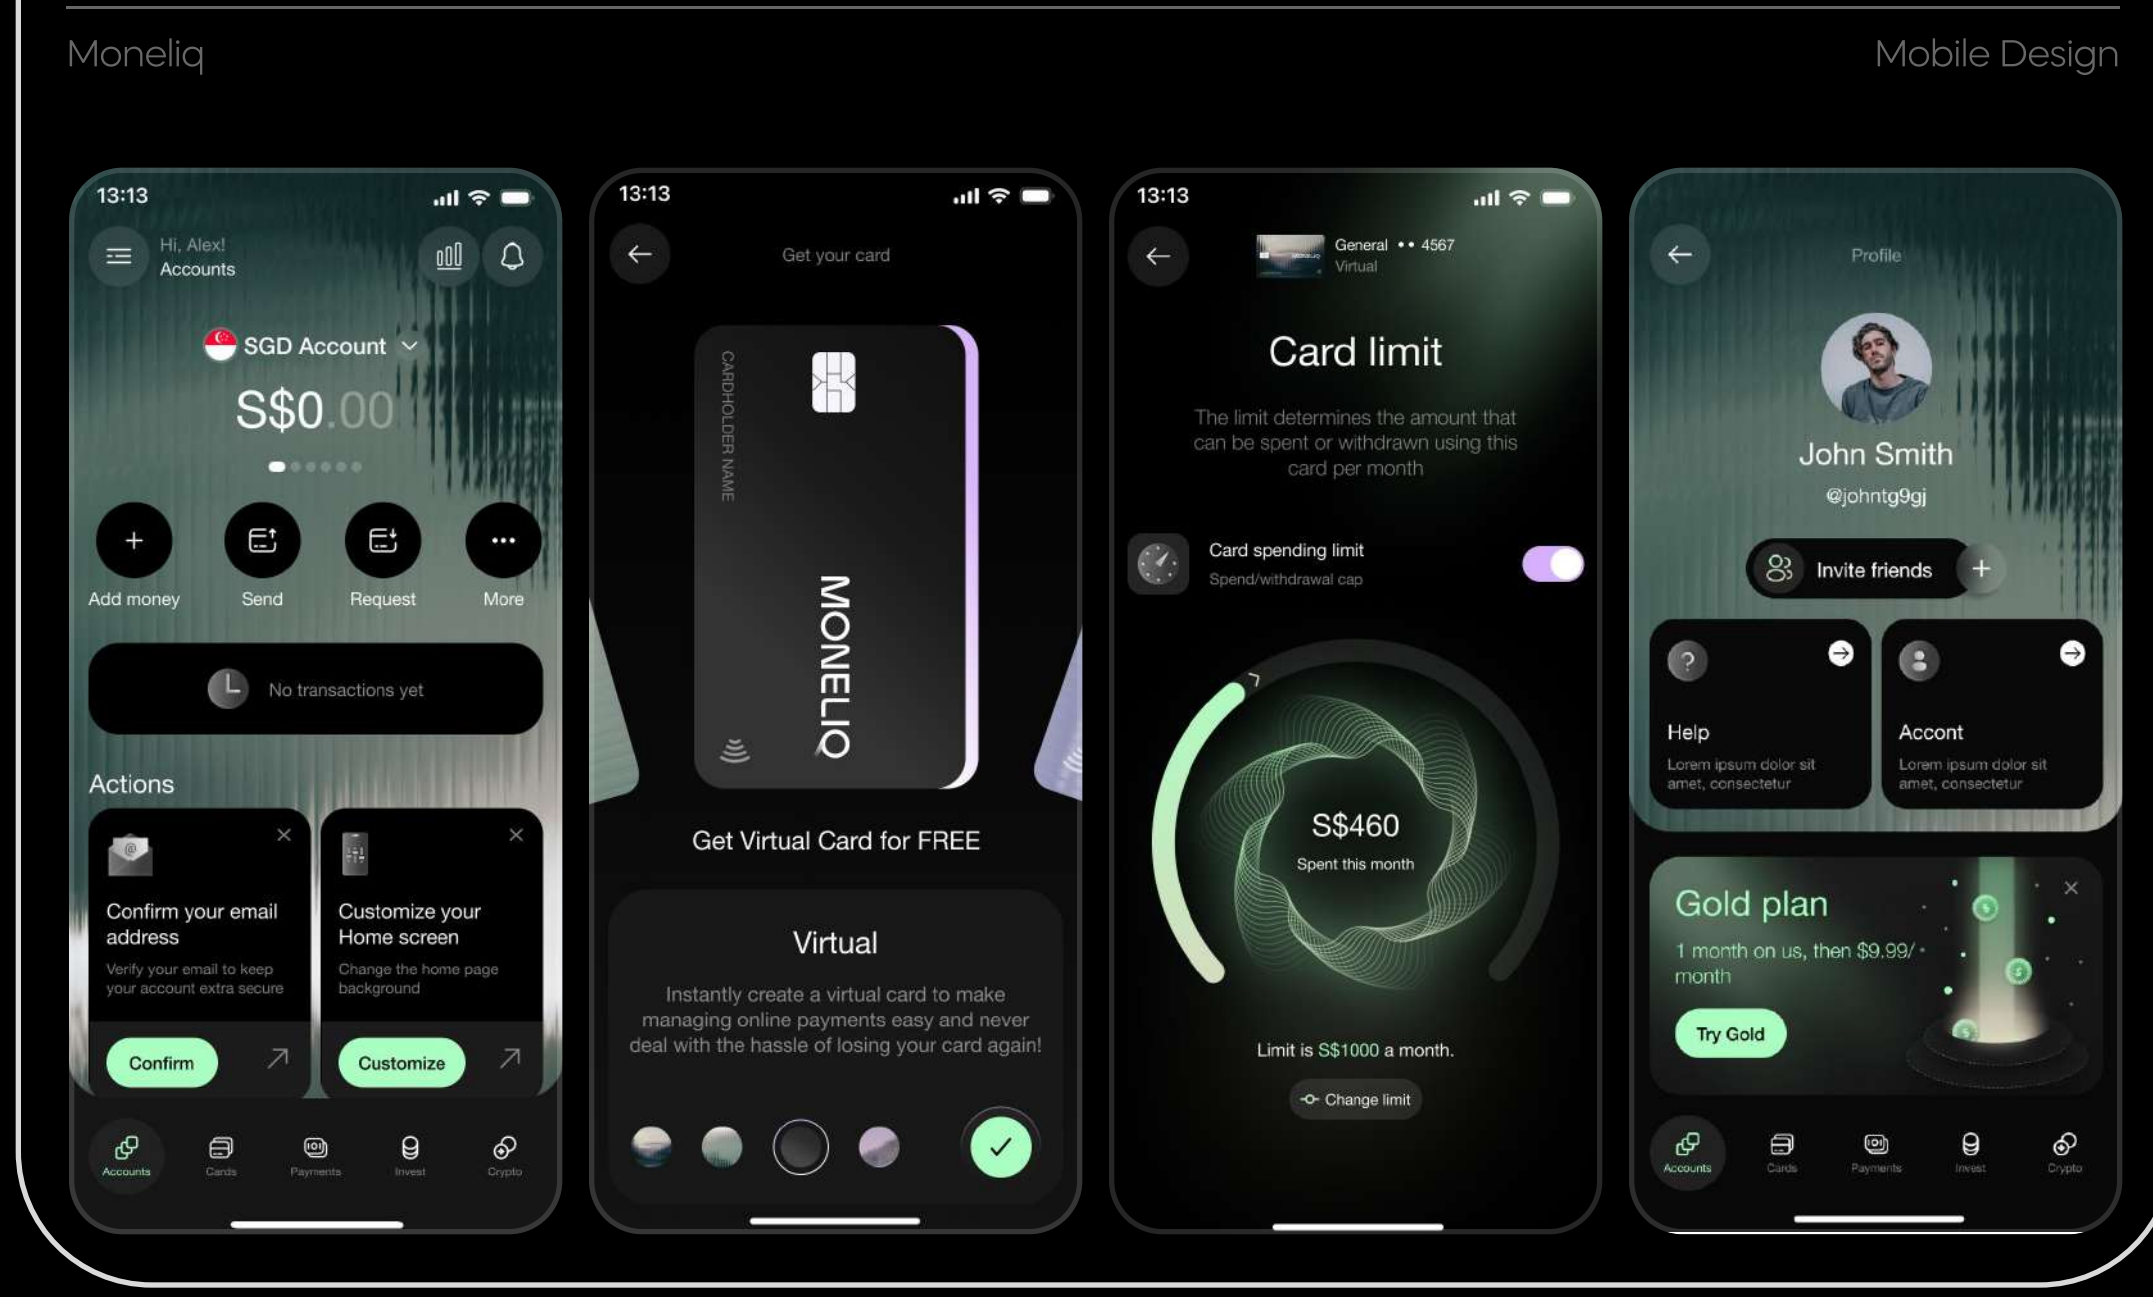 Moneliq
Mobile Design
13:13
Hi, Alex!
Accounts
SGD Account
S$0.00
Add money
Send
Request
More
No transactions yet
Actions
@
Confirm your email
address
Verify your email to keep
your account extra secure
Confirm
Customize your
Home screen
Change the home page
background
Customize
Accounts
Cards
Payments
Invest
Crypto
13:13
Get your card
CARDHOLDER NAME
MONELIQ
Get Virtual Card for FREE
Virtual
Instantly create a virtual card to make
managing online payments easy and never
deal with the hassle of losing your card again!
13:13
MONELIQ
General •• 4567
Virtual
Card limit
The limit determines the amount that
can be spent or withdrawn using this
card per month
Card spending limit
Spend/withdrawal cap
S$460
Spent this month
Limit is S$1000 a month.
Change limit
Profile
John Smith
@johntg9gj
Invite friends
?
Help
Lorem ipsum dolor sit
amet, consectetur
Accont
Lorem ipsum dolor sit
amet, consectetur
Gold plan
1 month on us, then $9.99/
month
Try Gold
$
$
$
Accounts
Cards
Payments
Invest
Crypto